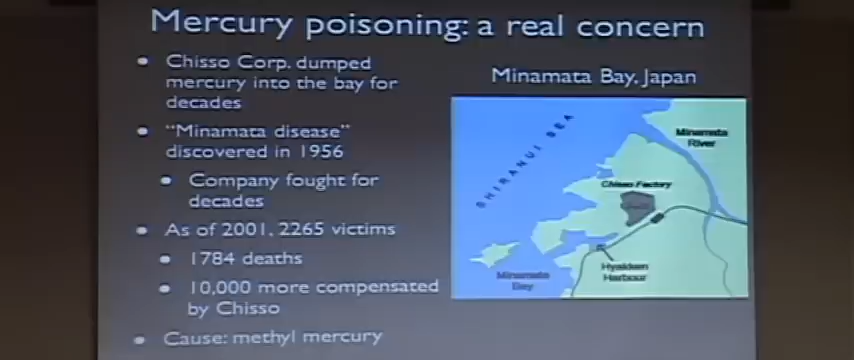 Mercury poisoning: a real concern
Chisso Corp. dumped
mercury into the bay for
decades
"Minamata disease"
discovered in 1956
Company fought for
decades
As of 2001, 2265 victims
1784 deaths
10,000 more compensated
by Chisso
Cause: methyl mercury
Minamata Bay, Japan
SHIRANUI SEA
Minamata
River
Chisso Factory
Hyakken
Harbour
Minamata
Bay